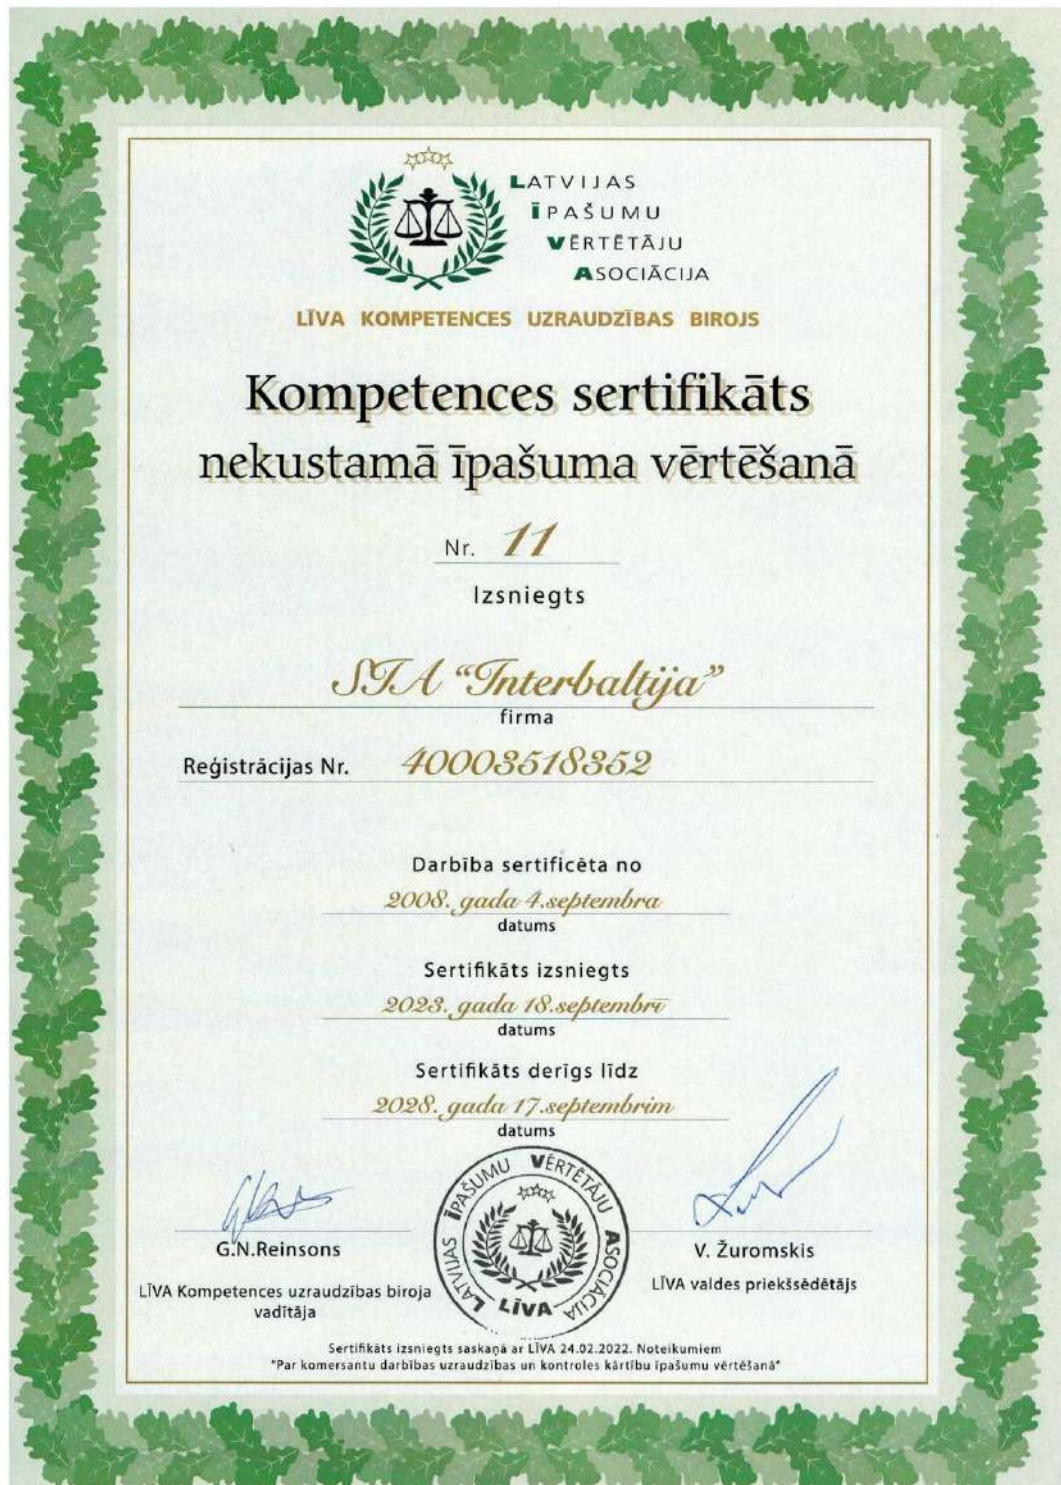 LATVIJAS
ĪPAŠUMU
VĒRTĒTĀJU
ASOCIĀCIJA
LĪVA KOMPETENCES UZRAUDZĪBAS BIROJS
Kompetences sertifikāts
nekustamā īpašuma vērtēšanā
Nr. 11
Izsniegts
SIA “Interbaltija”
firma
Reģistrācijas Nr. 40003518352
Darbība sertificēta no
2008. gada 4.septembra
datums
Sertifikāts izsniegts
2023. gada 18.septembrī
datums
Sertifikāts derīgs līdz
2028. gada 17.septembrim
datums
LATVIJAS ĪPAŠUMU VĒRTĒTĀJU ASOCIĀCIJA
LĪVA
G.N.Reinsons
LĪVA Kompetences uzraudzības biroja
vadītāja
V. Žuromskis
LĪVA valdes priekšsēdētājs
Sertifikāts izsniegts saskaņā ar LĪVA 24.02.2022. Noteikumiem
"Par komersantu darbības uzraudzības un kontroles kārtību īpašumu vērtēšanā"